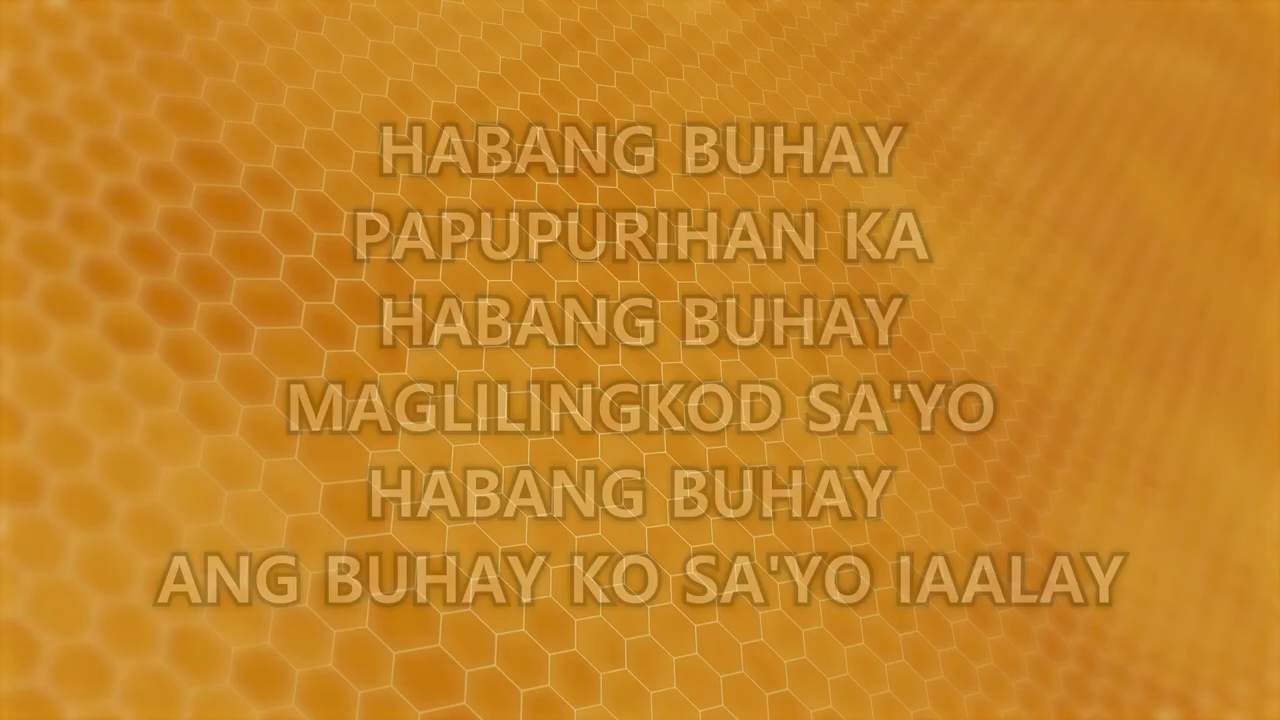 HABANG BUHAY
PAPUPURIHAN KA
HABANG BUHAY
MAGLILINGKOD SA'YO
HABANG BUHAY
ANG BUHAY KO SA'YO IAALAY